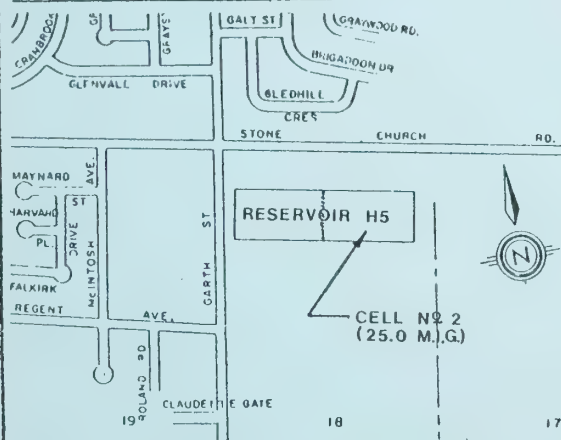 CRANBROOK
GRAYS
GALT ST
GRAYWOOD RD.
BRIGADOON DR
GLENVALE DRIVE
GLEDHILL
CRES
STONE CHURCH RD.
MAYNARD
ST
AVE.
HARVARD
PL.
DRIVE
MCINTOSH
GARTH ST
RESERVOIR H5
N
FALKIRK
REGENT AVE.
CELL Nº 2
(25.0 M.I.G.)
ROLAND RD
CLAUDETTE GATE
19
18
17